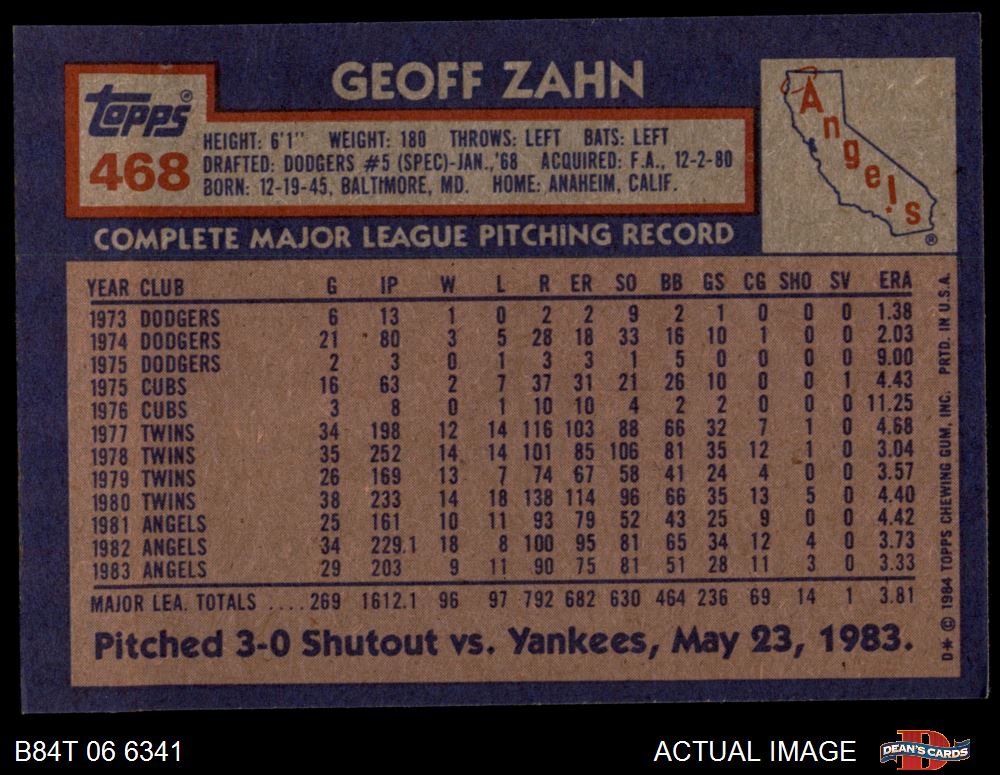 GEOFF ZAHN
Topps®
468
HEIGHT: 6'1" WEIGHT: 180 THROWS: LEFT BATS: LEFT
DRAFTED: DODGERS #5 (SPEC)-JAN.,'68 ACQUIRED: F.A., 12-2-80
BORN: 12-19-45, BALTIMORE, MD. HOME: ANAHEIM, CALIF.
Angels
®
COMPLETE MAJOR LEAGUE PITCHING RECORD
YEAR CLUB G IP W L R ER SO BB GS CG SHO SV ERA
1973 DODGERS 6 13 1 0 2 2 9 2 1 0 0 0 1.38
1974 DODGERS 21 80 3 5 28 18 33 16 10 1 0 0 2.03
1975 DODGERS 2 3 0 1 3 3 1 5 0 0 0 0 9.00
1975 CUBS 16 63 2 7 37 31 21 26 10 0 0 1 4.43
1976 CUBS 3 8 0 1 10 10 4 2 2 0 0 0 11.25
1977 TWINS 34 198 12 14 116 103 88 66 32 7 1 0 4.68
1978 TWINS 35 252 14 14 101 85 106 81 35 12 1 0 3.04
1979 TWINS 26 169 13 7 74 67 58 41 24 4 0 0 3.57
1980 TWINS 38 233 14 18 138 114 96 66 35 13 5 0 4.40
1981 ANGELS 25 161 10 11 93 79 52 43 25 9 0 0 4.42
1982 ANGELS 34 229.1 18 8 100 95 81 65 34 12 4 0 3.73
1983 ANGELS 29 203 9 11 90 75 81 51 28 11 3 0 3.33
MAJOR LEA. TOTALS ....269 1612.1 96 97 792 682 630 464 236 69 14 1 3.81
Pitched 3-0 Shutout vs. Yankees, May 23, 1983.
D* © 1984 TOPPS CHEWING GUM, INC. PRTD. IN U.S.A.
B84T 06 6341
ACTUAL IMAGE
D
DEAN'S CARDS